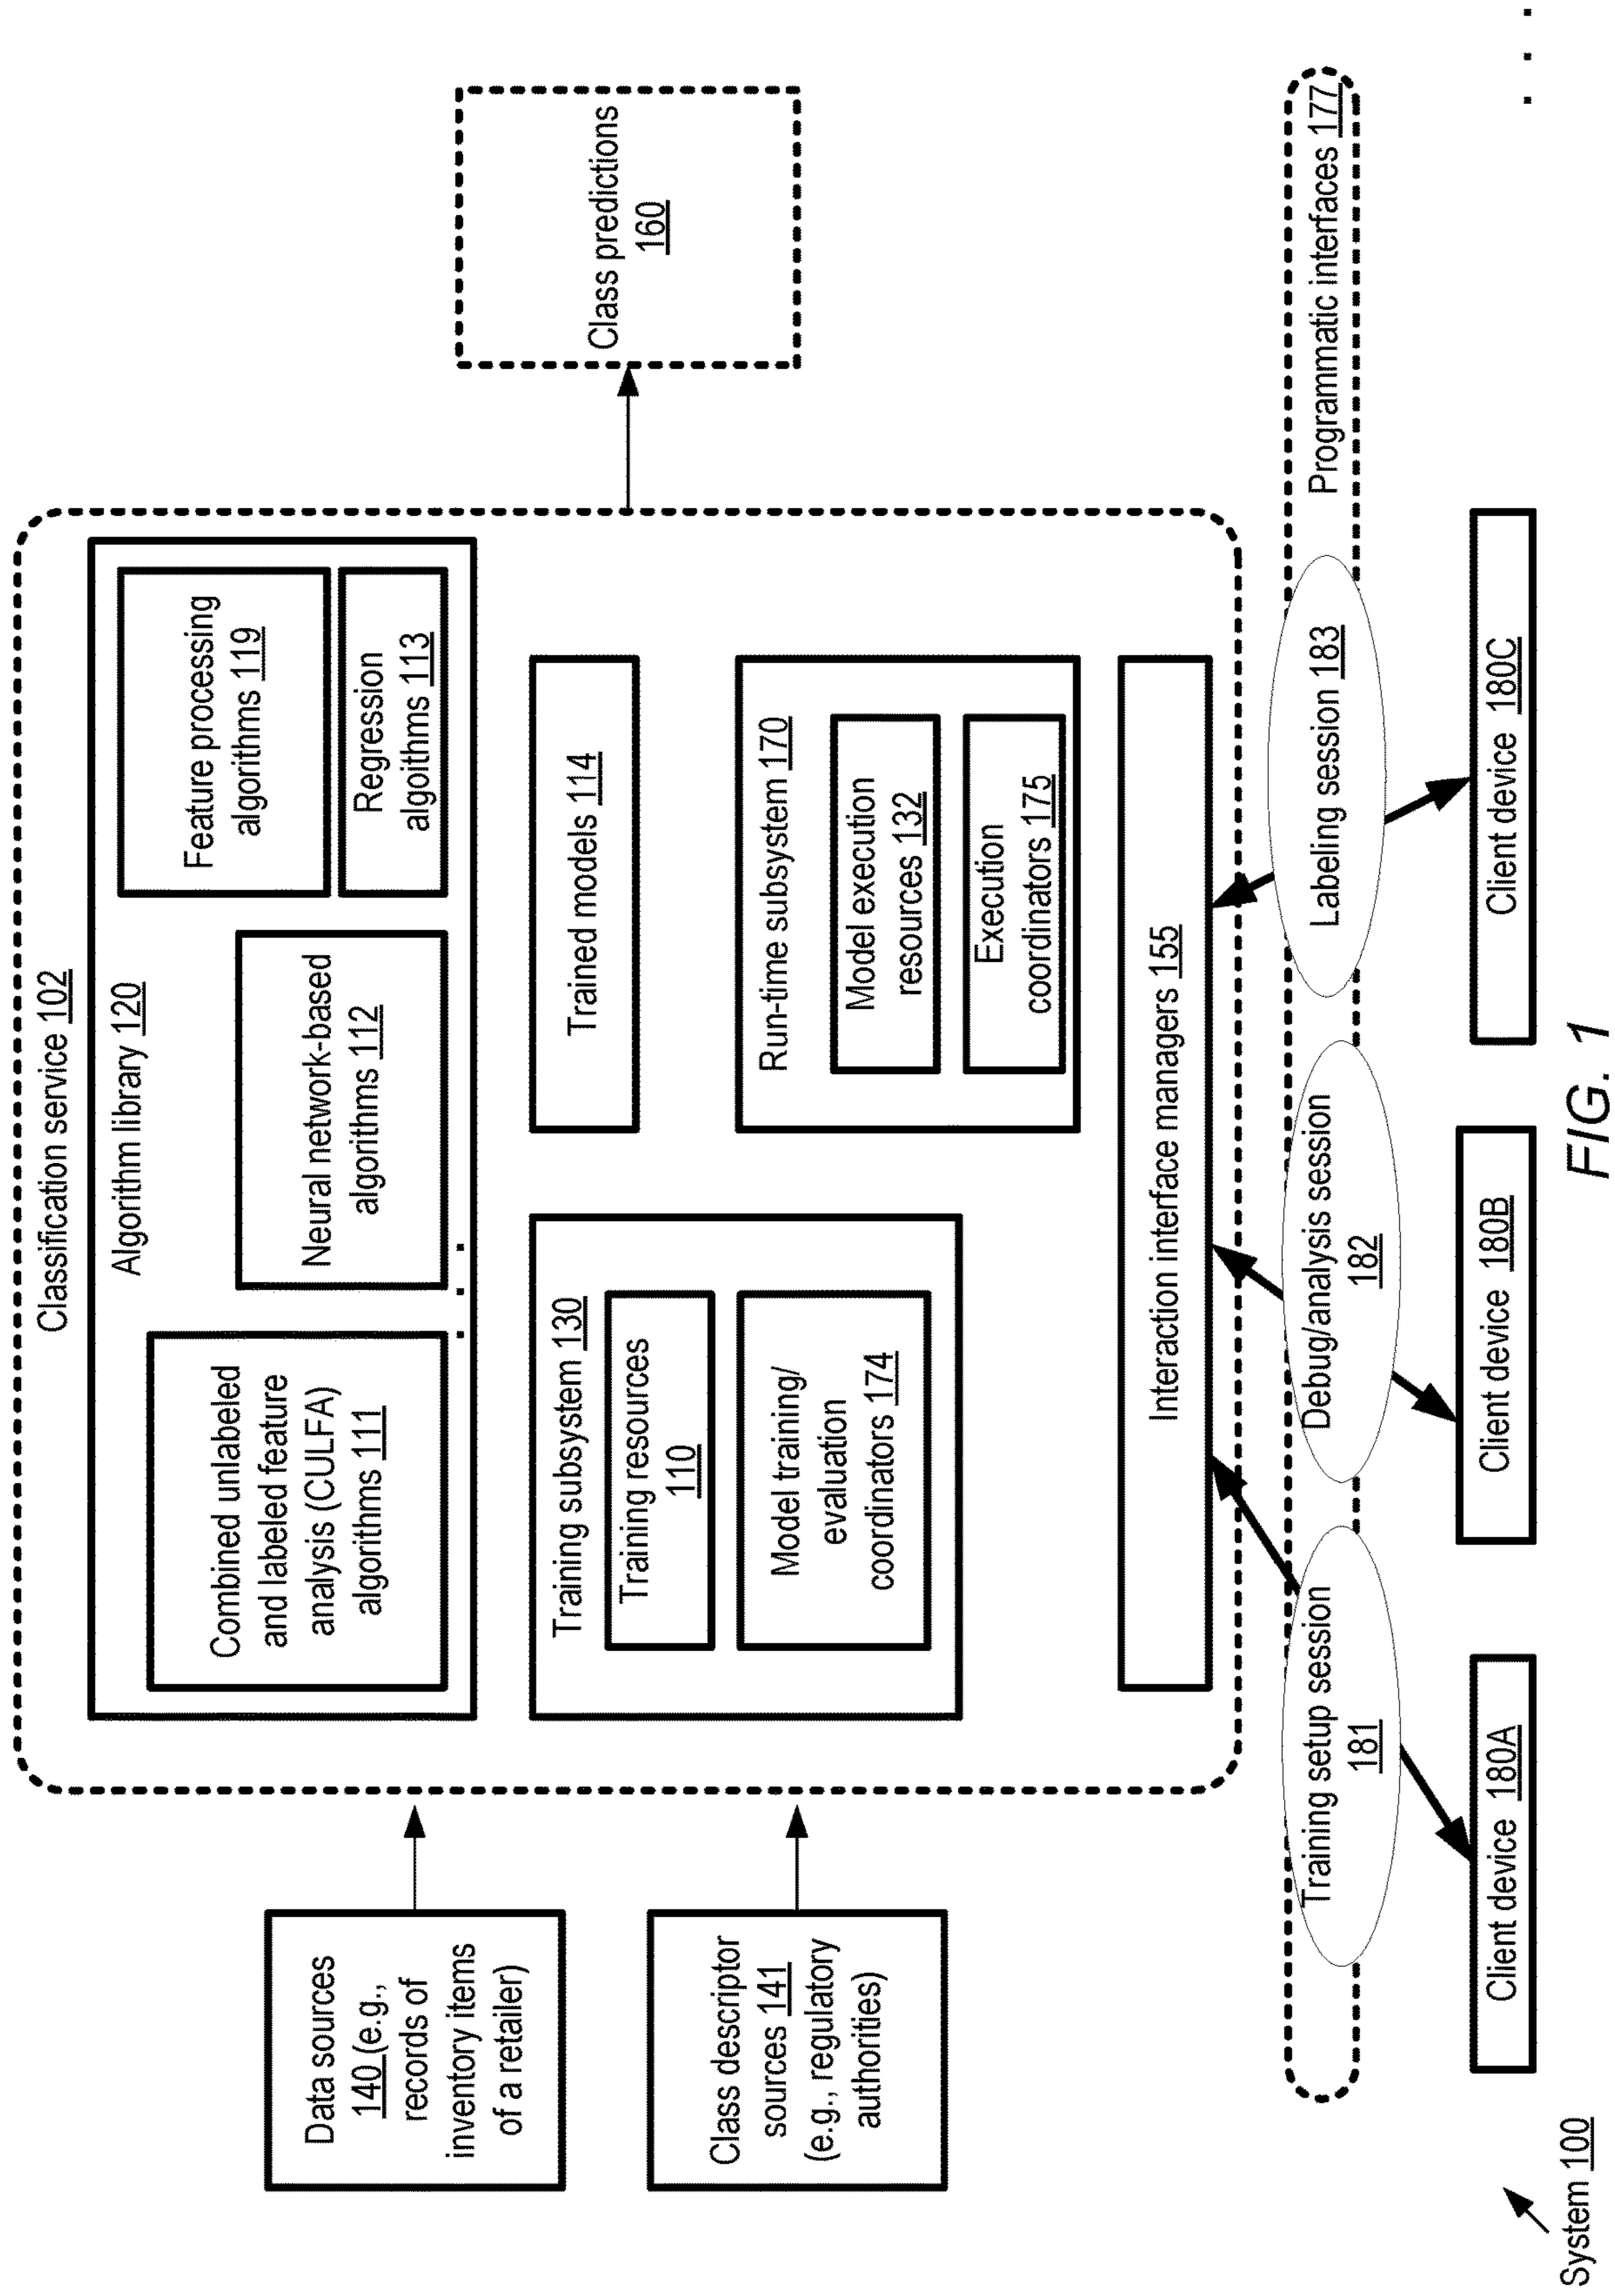 Classification service 102
Algorithm library 120
Combined unlabeled
and labeled feature
analysis (CULFA)
algorithms 111
Neural network-based
algorithms 112
Feature processing
algorithms 119
Regression
algoithms 113
Data sources
140 (e.g.,
records of
inventory items
of a retailer)
Class descriptor
sources 141
(e.g., regulatory
authorities)
Training subsystem 130
Training resources
110
Model training/
evaluation
coordinators 174
Trained models 114
Run-time subsystem 170
Model execution
resources 132
Execution
coordinators 175
Class predictions
160
Interaction interface managers 155
Training setup session
181
Debug/analysis session
182
Labeling session 183
Programmatic interfaces 177
Client device 180A
Client device 180B
Client device 180C
System 100
FIG. 1